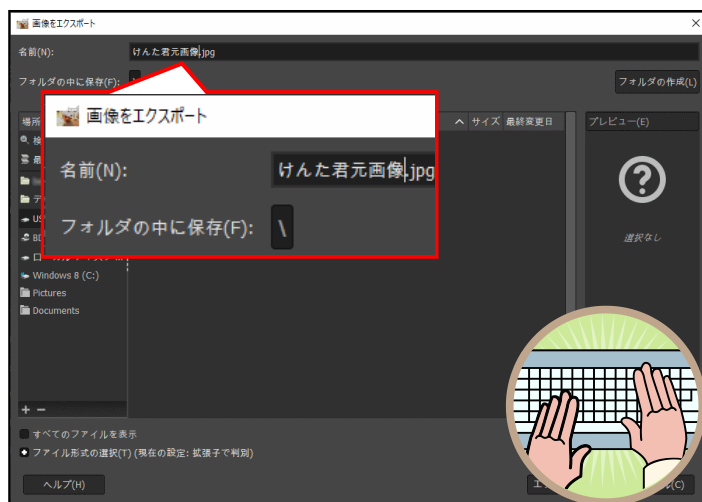 画像をエクスポート
名前(N):
けんた君元画像.jpg
フォルダの中に保存(F):
フォルダの作成(L)
画像をエクスポート
名前(N):
けんた君元画像.jpg
フォルダの中に保存(F):
\
場所
サイズ 最終変更日
プレビュー(E)
選択なし
Windows 8 (C:)
Pictures
Documents
すべてのファイルを表示
ファイル形式の選択(T) (現在の設定: 拡張子で判別)
ヘルプ(H)